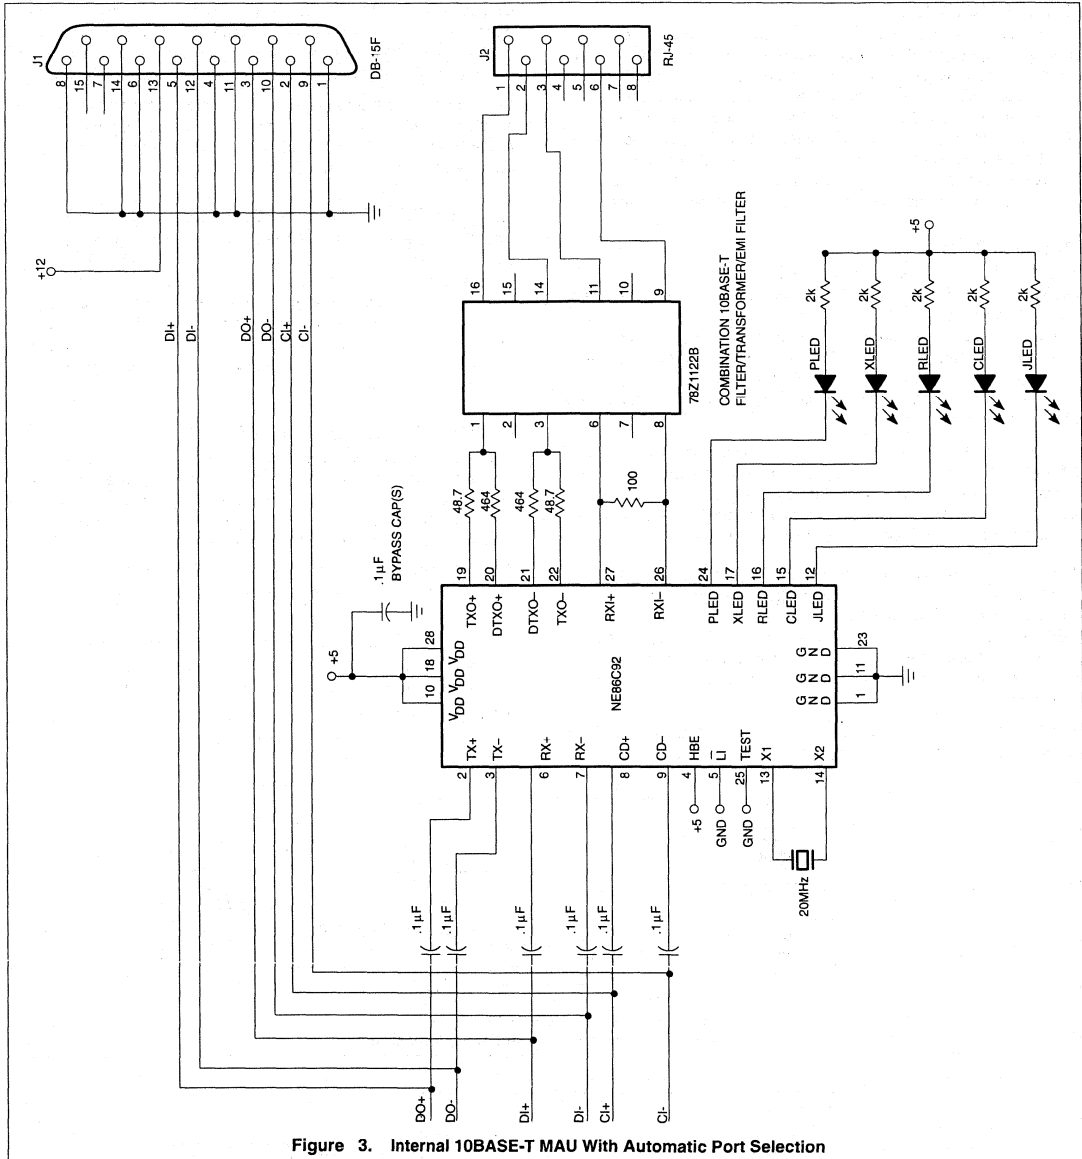 J1
DB-15F
8
15
7
14
6
13
5
12
4
11
3
10
2
9
1
J2
RJ-45
1
2
3
4
5
6
7
8
+12
DI+
DI-
DO+
DO-
CI+
CI-
16
15
14
11
10
9
78Z1122B
COMBINATION 10BASE-T
FILTER/TRANSFORMER/EMI FILTER
1
2
3
6
7
8
+5
2k
2k
2k
2k
2k
PLED
XLED
RLED
CLED
JLED
48.7
464
464
48.7
100
.1µF
BYPASS CAP(S)
+5
19
20
21
22
27
26
24
17
16
15
12
TXO+
DTXO+
DTXO–
TXO–
RXI+
RXI–
PLED
XLED
RLED
CLED
JLED
28
18
10
VDD
VDD
VDD
NE86C92
GND
GND
GND
23
11
1
TX+
TX–
RX+
RX–
CD+
CD–
HBE
LI
TEST
X1
X2
2
3
6
7
8
9
4
5
25
13
14
+5
GND
GND
20MHz
.1µF
.1µF
.1µF
.1µF
.1µF
.1µF
DO+
DO-
DI+
DI-
CI+
CI-
Figure 3. Internal 10BASE-T MAU With Automatic Port Selection